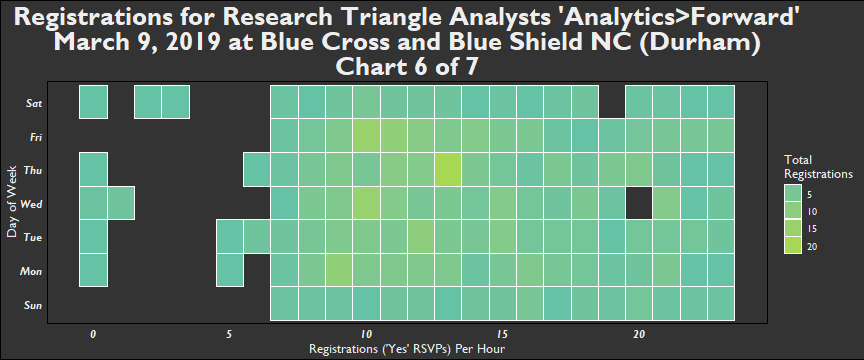 Registrations for Research Triangle Analysts 'Analytics>Forward'
March 9, 2019 at Blue Cross and Blue Shield NC (Durham)
Chart 6 of 7
Day of Week
Sat
Fri
Thu
Wed
Tue
Mon
Sun
0 5 10 15 20
Registrations ('Yes' RSVPs) Per Hour
Total
Registrations
5
10
15
20